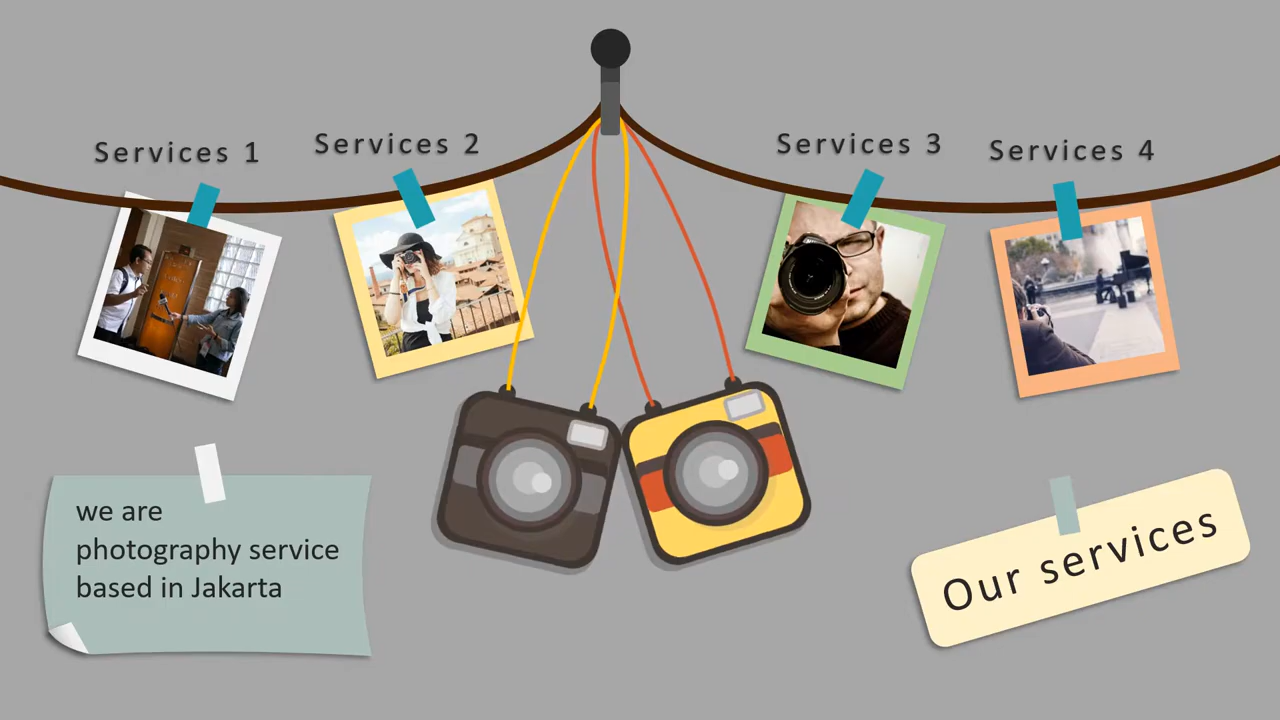 Services 1
Services 2
Services 3
Services 4
we are
photography service
based in Jakarta
Our services